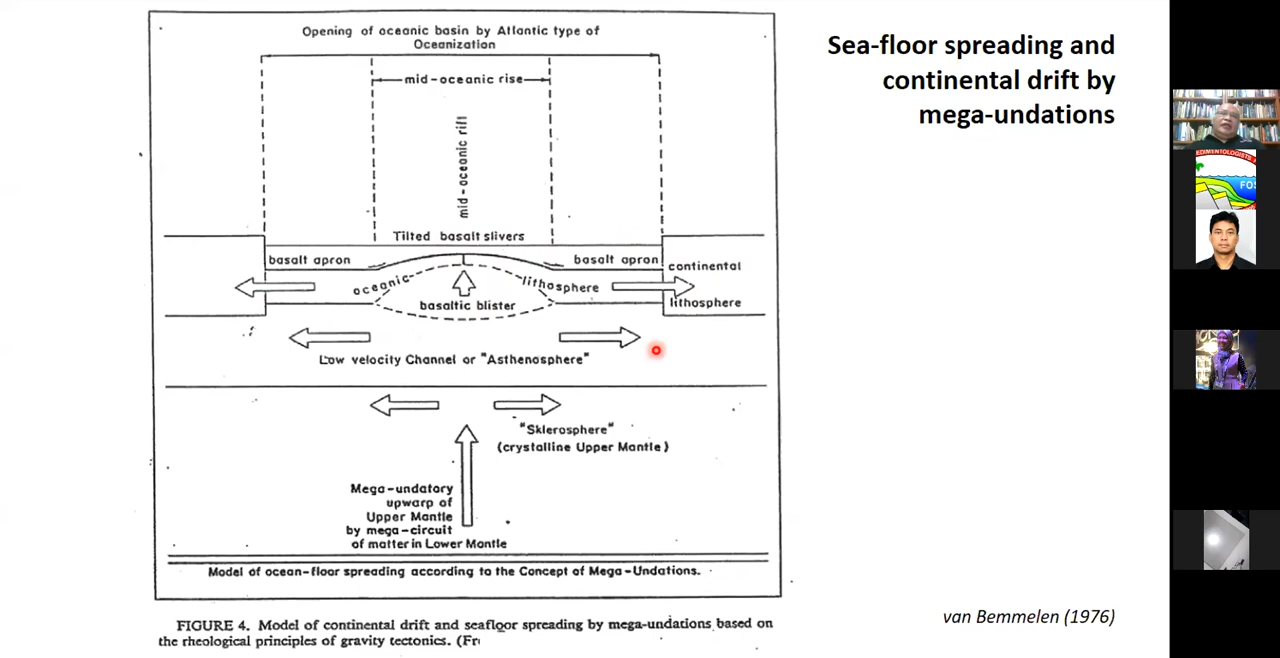 Opening of oceanic basin by Atlantic type of
Oceanization
mid-oceanic rise
mid-oceanic rift
Tilted basalt slivers
basalt apron
basalt apron
continental
oceanic
lithosphere
lithosphere
basaltic blister
Low velocity Channel or "Asthenosphere"
"Sklerosphere"
(crystalline Upper Mantle)
Mega-undatory
upwarp of
Upper Mantle
by mega-circuit
of matter in Lower Mantle
Model of ocean-floor spreading according to the Concept of Mega-Undations.
FIGURE 4. Model of continental drift and seafloor spreading by mega-undations based on
the rheological principles of gravity tectonics.
Sea-floor spreading and
continental drift by
mega-undations
van Bemmelen (1976)
EDIMENTOLOGISTS
FOS